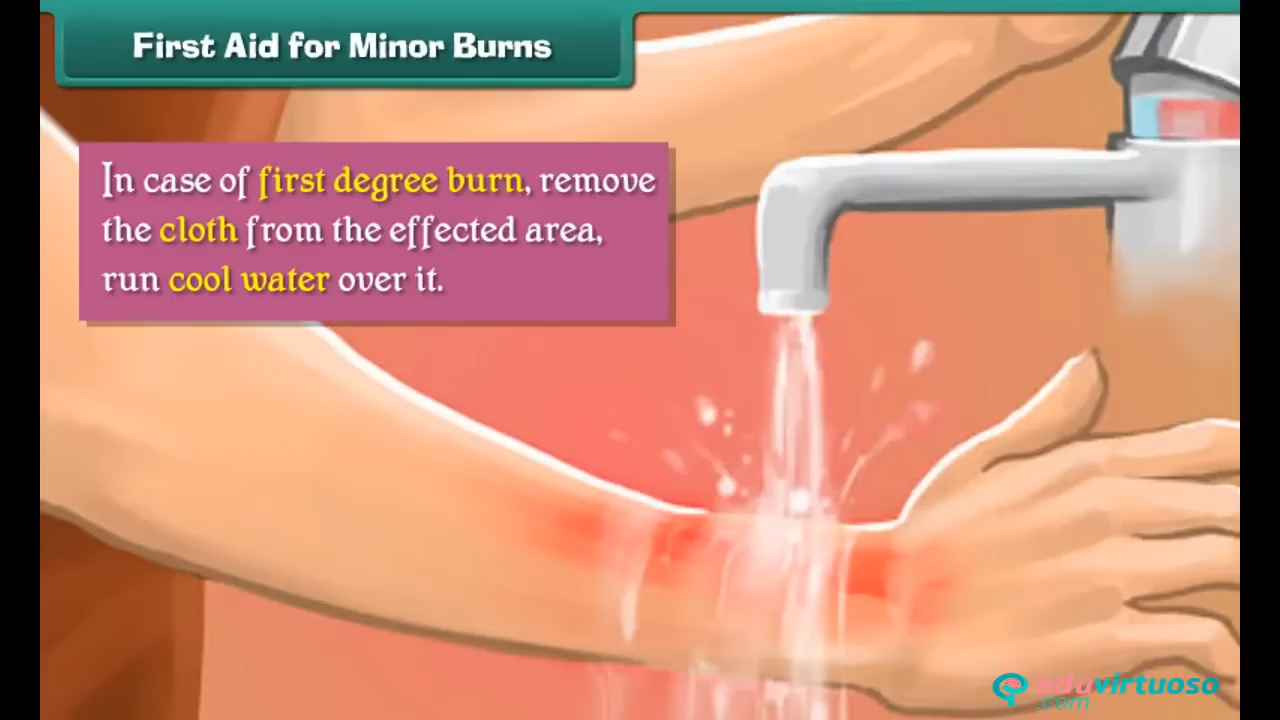 First Aid for Minor Burns
In case of first degree burn, remove
the cloth from the effected area,
run cool water over it.
eduvirtuoso
.com